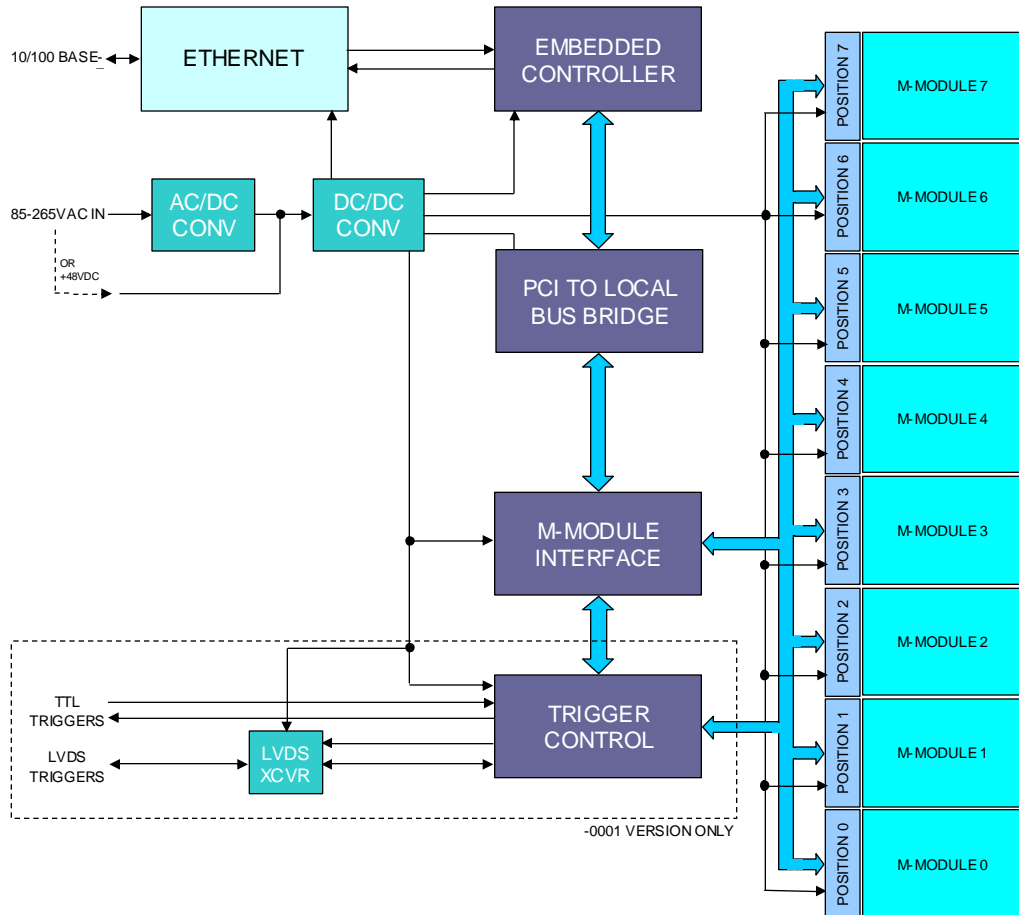 10/100 BASE-
ETHERNET
EMBEDDED
CONTROLLER
85-265VAC IN
AC/DC
CONV
DC/DC
CONV
OR
+48VDC
PCI TO LOCAL
BUS BRIDGE
M-MODULE
INTERFACE
TTL
TRIGGERS
LVDS
TRIGGERS
LVDS
XCVR
TRIGGER
CONTROL
-0001 VERSION ONLY
POSITION 7
M-MODULE 7
POSITION 6
M-MODULE 6
POSITION 5
M-MODULE 5
POSITION 4
M-MODULE 4
POSITION 3
M-MODULE 3
POSITION 2
M-MODULE 2
POSITION 1
M-MODULE 1
POSITION 0
M-MODULE 0